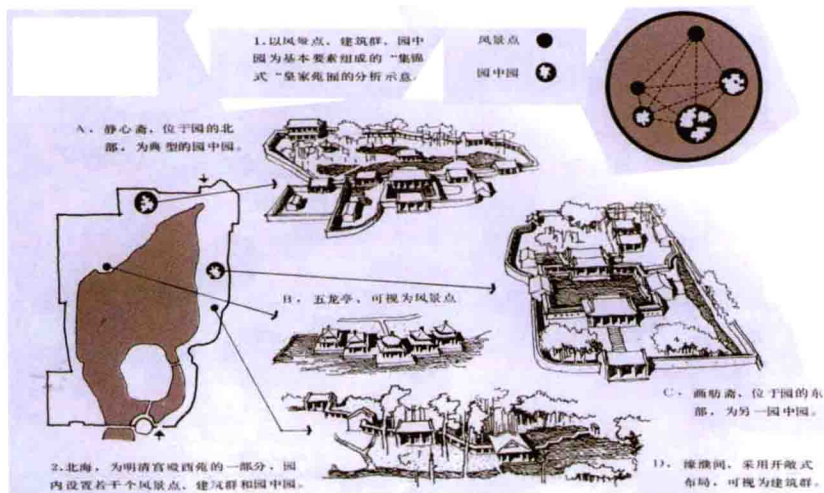 1.以风景点、建筑群、园中
园为基本要素组成的“集锦
式”皇家苑囿的分析示意。
风景点
园中园
A、静心斋，位于园的北
部，为典型的园中园。
B、五龙亭、可视为风景点
C、画舫斋，位于园的东
部，为另一园中园。
2.北海，为明清宫殿西苑的一部分，园
内设置若干个风景点、建筑群和园中园。
D、濠濮间，采用开敞式
布局，可视为建筑群。